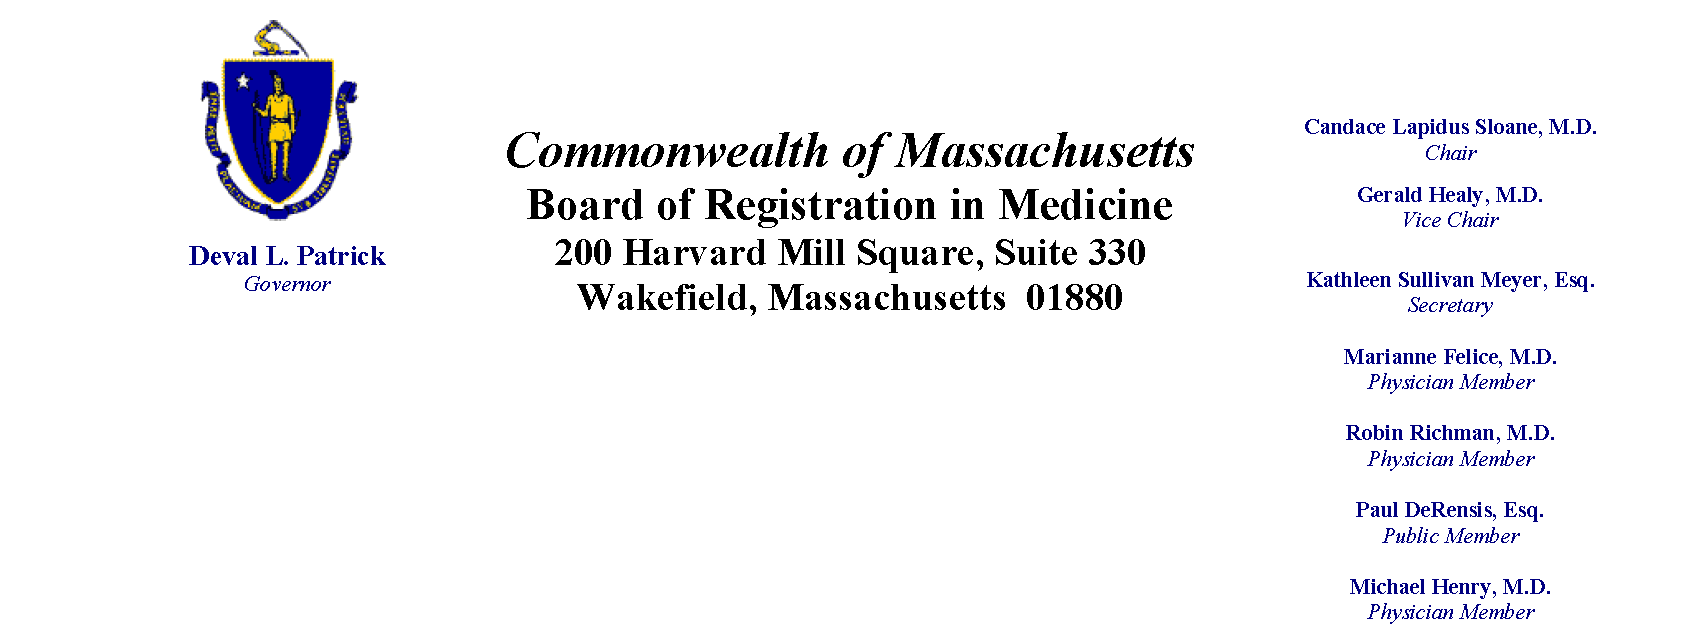 Deval L. Patrick
Governor
Commonwealth of Massachusetts
Board of Registration in Medicine
200 Harvard Mill Square, Suite 330
Wakefield, Massachusetts 01880
Candace Lapidus Sloane, M.D.
Chair
Gerald Healy, M.D.
Vice Chair
Kathleen Sullivan Meyer, Esq.
Secretary
Marianne Felice, M.D.
Physician Member
Robin Richman, M.D.
Physician Member
Paul DeRensis, Esq.
Public Member
Michael Henry, M.D.
Physician Member